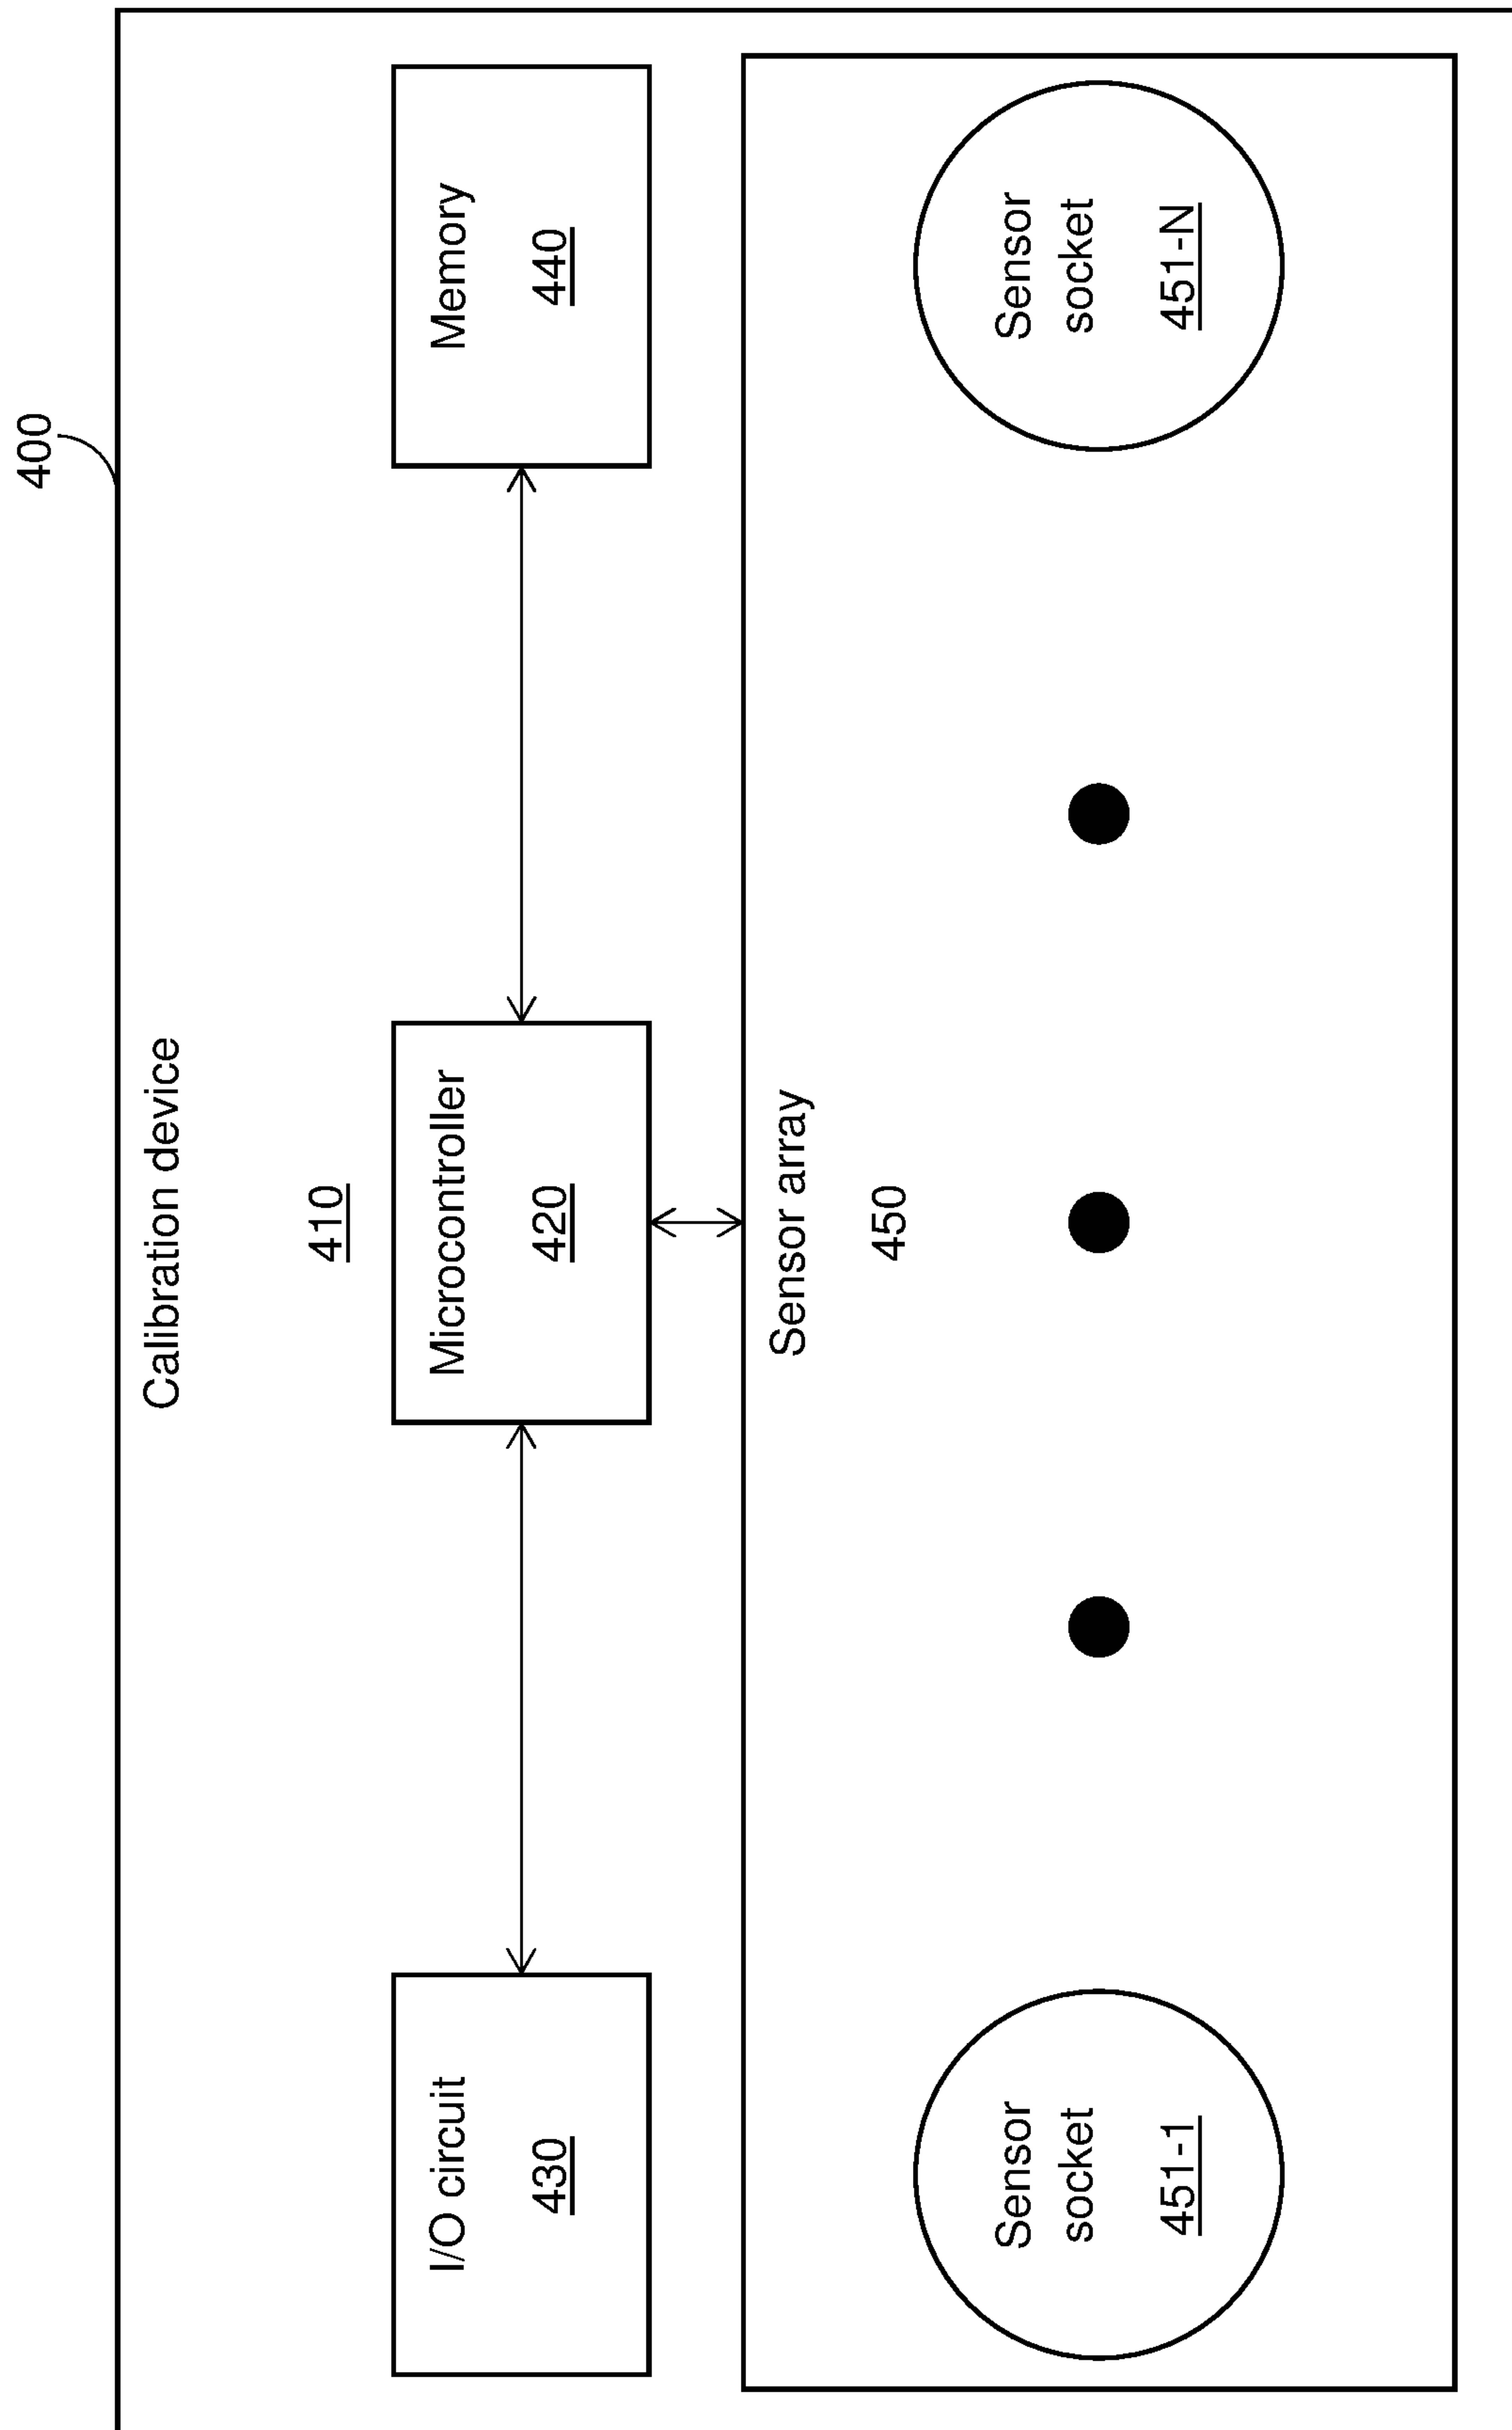 400
Calibration device
410
I/O circuit
430
Microcontroller
420
Memory
440
Sensor array
450
Sensor
socket
451-1
Sensor
socket
451-N